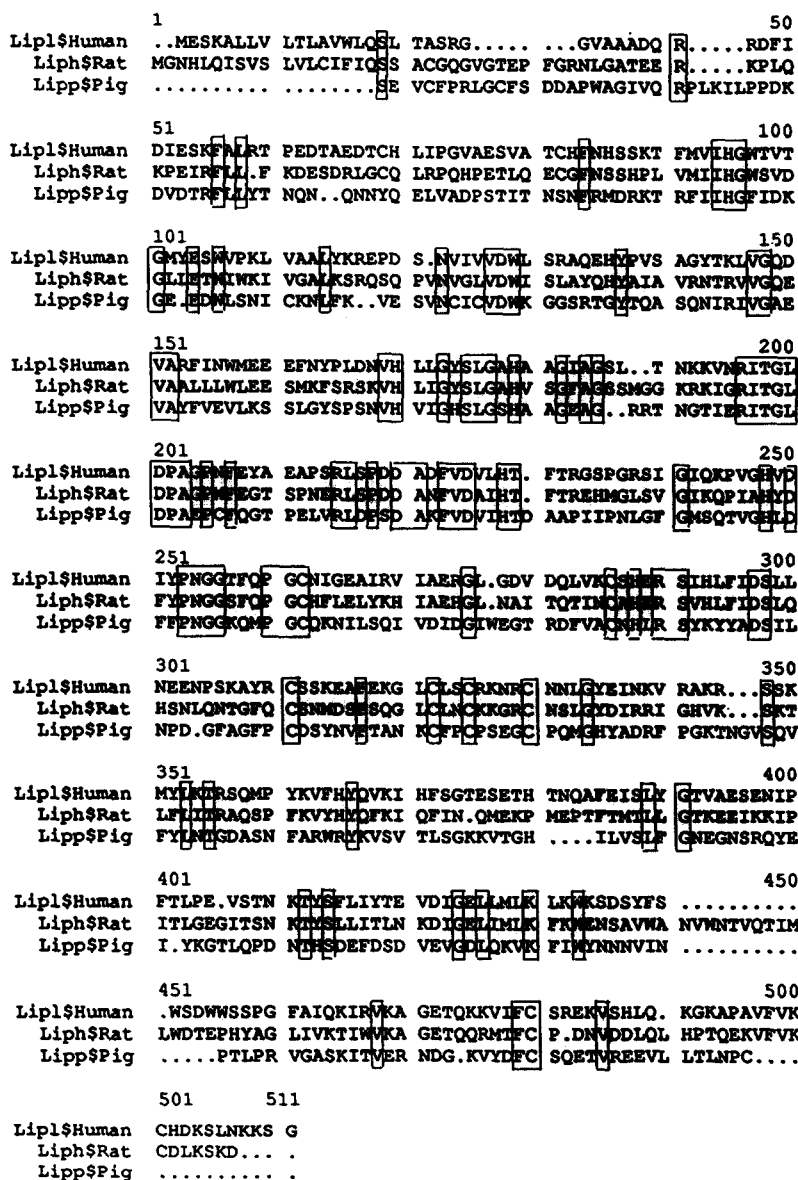 1 50
Lipl$Human ..MESKALLV LTLAVWLQSL TASRG..... .GVAAADQ R.....RDFI
Liph$Rat MGNHLQISVS LVLCIFIQSS ACGQGVGTEP FGRNLGATEE R.....KPLQ
Lipp$Pig .......... ........SE VCFPRLGCFS DDAPWAGIVQ RPLKILPPDK
51 100
Lipl$Human DIESKFALRT PEDTAEDTCH LIPGVAESVA TCHFNHSSKT FMVIHGWTVT
Liph$Rat KPEIRFLL.F KDESDRLGCQ LRPQHPETLQ ECGFNSSHPL VMIIHGWSVD
Lipp$Pig DVDTRFLLYT NQN..QNNYQ ELVADPSTIT NSNFRMDRKT RFIIHGFIDK
101 150
Lipl$Human GMYESWVPKL VAALYKREPD S.NVIVVDWL SRAQEHYPVS AGYTKLVGQD
Liph$Rat GLLETWIWKI VGALKSRQSQ PVNVGLVDWI SLAYQHYAIA VRNTRVVGQE
Lipp$Pig GE.EDWLSNI CKNLFK..VE SVNCICVDWK GGSRTGYTQA SQNIRIVGAE
151 200
Lipl$Human VARFINWMEE EFNYPLDNVH LLGYSLGAHA AGIAGSL..T NKKVNRITGL
Liph$Rat VAALLLWLEE SMKFSRSKVH LIGYSLGAHV SGFAGSSMGG KRKIGRITGL
Lipp$Pig VAYFVEVLKS SLGYSPSNVH VIGHSLGSHA AGEAG..RRT NGTIERITGL
201 250
Lipl$Human DPAGPNFEYA EAPSRLSPDD ADFVDVLHT. FTRGSPGRSI GIQKPVGHVD
Liph$Rat DPAGPMFEGT SPNERLSPDD ANFVDAIHT. FTREHMGLSV GIKQPIAHYD
Lipp$Pig DPAEPCFQGT PELVRLDPSD AKFVDVIHTD AAPIIPNLGF GMSQTVGHLD
251 300
Lipl$Human IYPNGGTFQP GCNIGEAIRV IAERGL.GDV DQLVKCSHER SIHLFIDSLL
Liph$Rat FYPNGGSFQP GCHFLELYKH IAEHGL.NAI TQTINCAHER SVHLFIDSLQ
Lipp$Pig FFPNGGKQMP GCQKNILSQI VDIDGIWEGT RDFVACNHLR SYKYYADSIL
301 350
Lipl$Human NEENPSKAYR CSSKEAFEKG LCLSCRKNRC NNLGYEINKV RAKR...SSK
Liph$Rat HSNLQNTGFQ CSNMDSFSQG LCLNCKKGRC NSLGYDIRRI GHVK...SKT
Lipp$Pig NPD.GFAGFP CDSYNVFTAN KCFPCPSEGC PQMGHYADRF PGKTNGVSQV
351 400
Lipl$Human MYLKTRSQMP YKVFHYQVKI HFSGTESETH TNQAFEISLY GTVAESENIP
Liph$Rat LFLITRAQSP FKVYHYQFKI QFIN.QMEKP MEPTFTMTLL GTKEEIKKIP
Lipp$Pig FYLNTGDASN FARWRYKVSV TLSGKKVTGH ....ILVSLF GNEGNSRQYE
401 450
Lipl$Human FTLPE.VSTN KTYSFLIYTE VDIGELLMLK LKWKSDSYFS ..........
Liph$Rat ITLGEGITSN KTYSLLITLN KDIGELIMLK FKWENSAVWA NVWNTVQTIM
Lipp$Pig I.YKGTLQPD NTHSDEFDSD VEVGDLQKVK FIWYNNNVIN ..........
451 500
Lipl$Human .WSDWWSSPG FAIQKIRVKA GETQKKVIFC SREKVSHLQ. KGKAPAVFVK
Liph$Rat LWDTEPHYAG LIVKTIWVKA GETQQRMTFC P.DNVDDLQL HPTQEKVFVK
Lipp$Pig .....PTLPR VGASKITVER NDG.KVYDFC SQETVREEVL LTLNPC....
501 511
Lipl$Human CHDKSLNKKS G
Liph$Rat CDLKSKD... .
Lipp$Pig .......... .